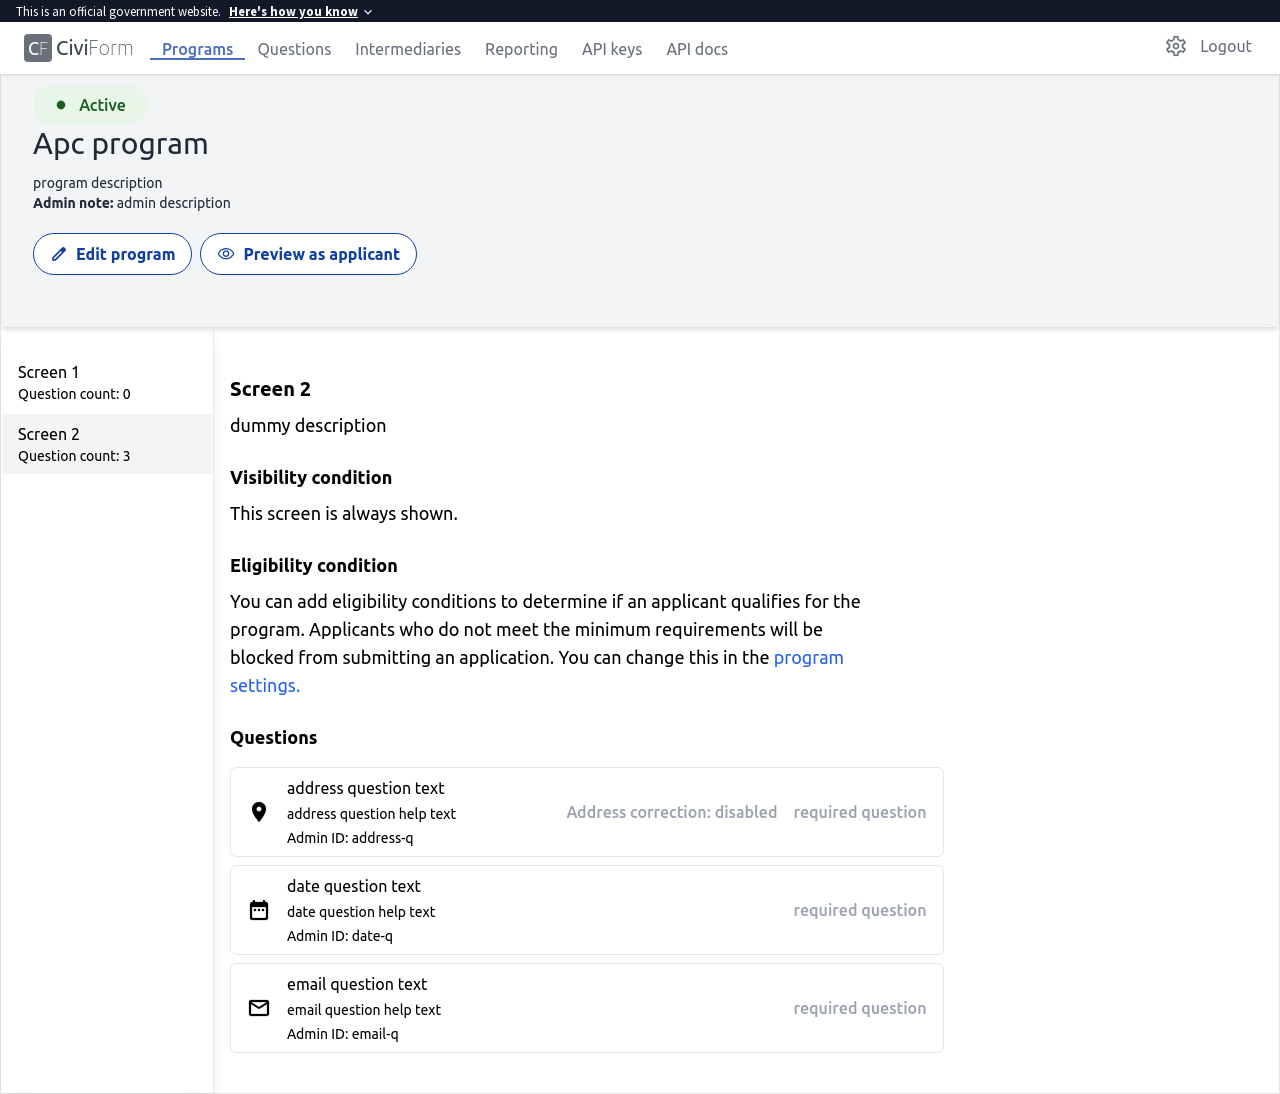 This is an official government website. Here's how you know
CF CiviForm Programs Questions Intermediaries Reporting API keys API docs Logout
Active
Apc program
program description
Admin note: admin description
Edit program Preview as applicant
Screen 1
Question count: 0
Screen 2
Question count: 3
Screen 2
dummy description
Visibility condition
This screen is always shown.
Eligibility condition
You can add eligibility conditions to determine if an applicant qualifies for the
program. Applicants who do not meet the minimum requirements will be
blocked from submitting an application. You can change this in the program
settings.
Questions
address question text
address question help text
Admin ID: address-q
Address correction: disabled required question
date question text
date question help text
Admin ID: date-q
required question
email question text
email question help text
Admin ID: email-q
required question